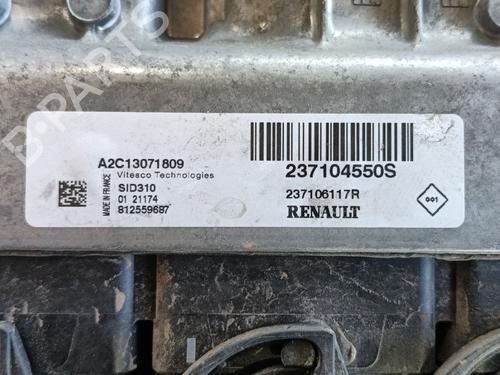 B-PARTS
A2C13071809
Vitesco Technologies
MADE IN FRANCE
SID310
01 21174
812559687
237104550S
237106117R
RENAULT
001